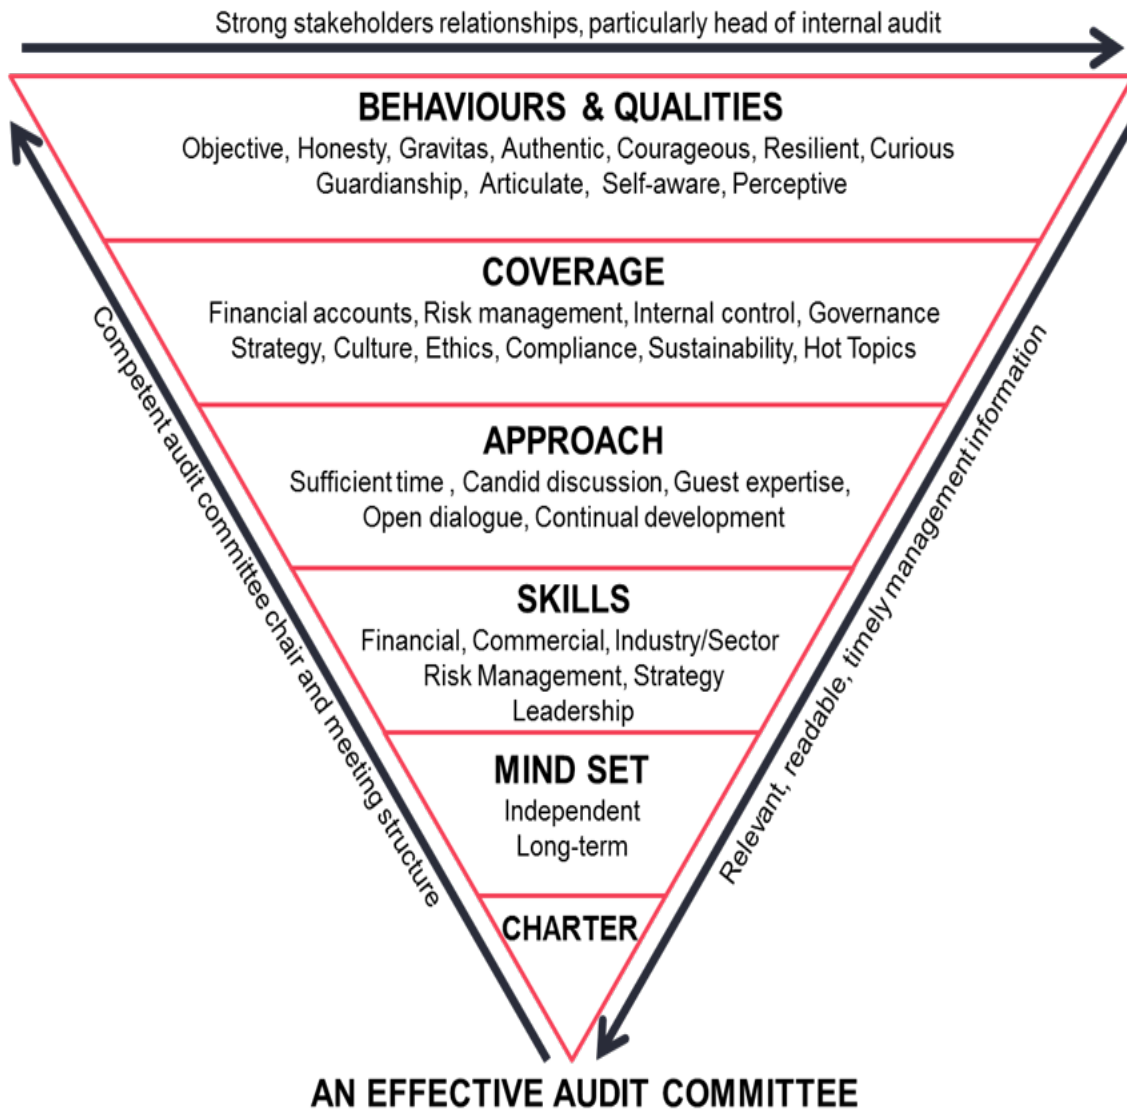 Strong stakeholders relationships, particularly head of internal audit
BEHAVIOURS & QUALITIES
Objective, Honesty, Gravitas, Authentic, Courageous, Resilient, Curious
Guardianship, Articulate, Self-aware, Perceptive
COVERAGE
Financial accounts, Risk management, Internal control, Governance
Strategy, Culture, Ethics, Compliance, Sustainability, Hot Topics
APPROACH
Sufficient time , Candid discussion, Guest expertise,
Open dialogue, Continual development
SKILLS
Financial, Commercial, Industry/Sector
Risk Management, Strategy
Leadership
MIND SET
Independent
Long-term
CHARTER
Competent audit committee chair and meeting structure
Relevant, readable, timely management information
AN EFFECTIVE AUDIT COMMITTEE